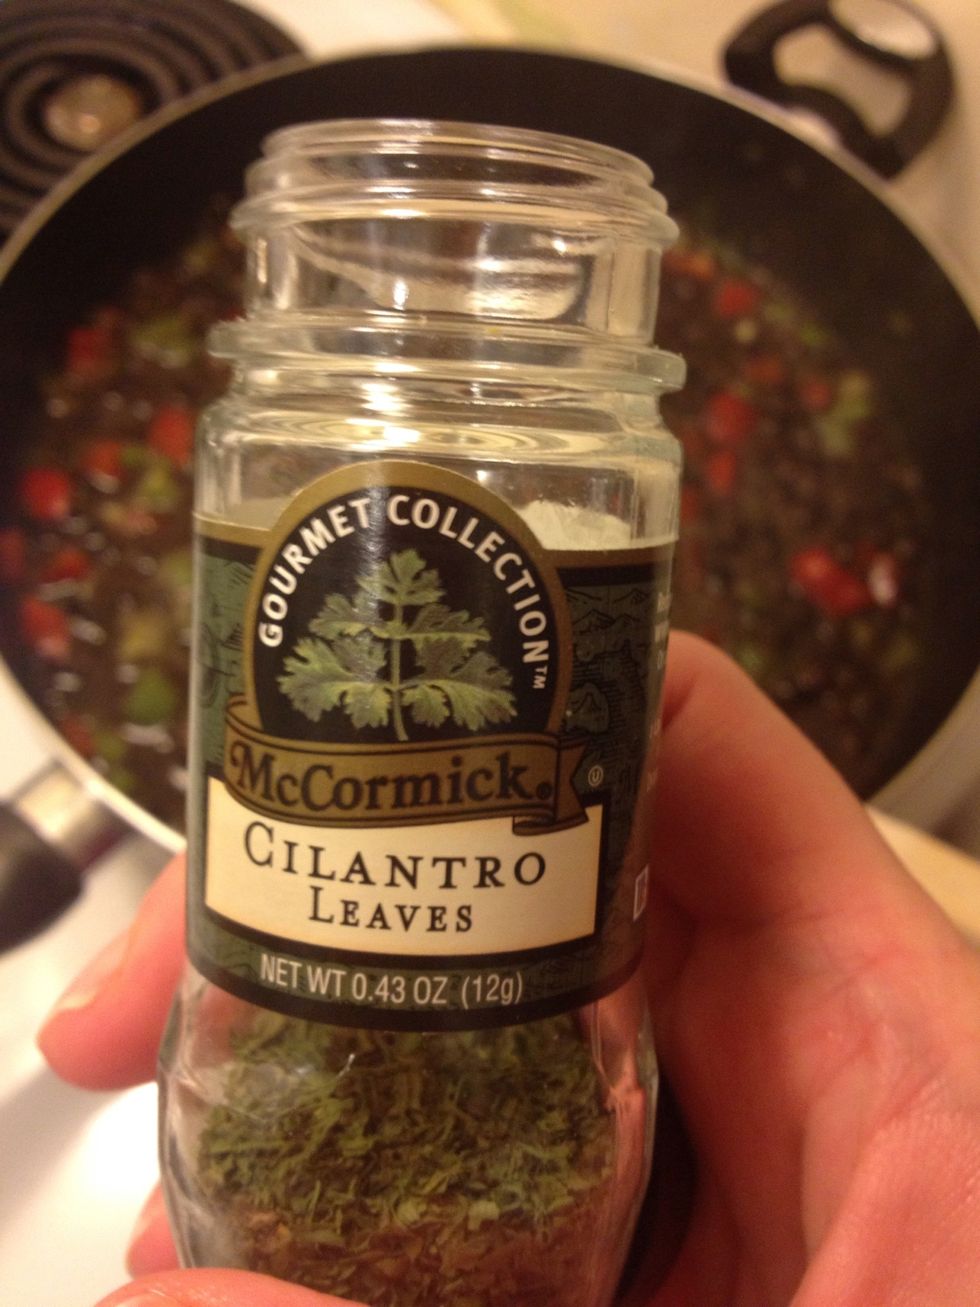 GOURMET COLLECTION™
McCormick®
CILANTRO
LEAVES
NET WT 0.43 OZ (12g)